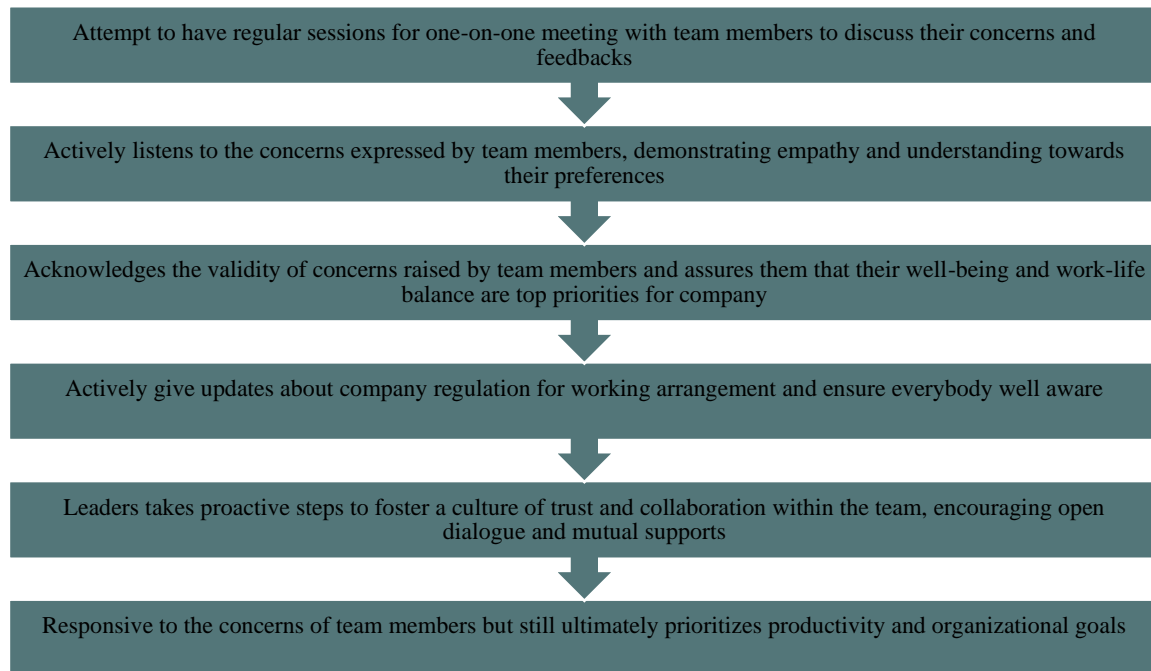 Attempt to have regular sessions for one-on-one meeting with team members to discuss their concerns and
feedbacks
Actively listens to the concerns expressed by team members, demonstrating empathy and understanding towards
their preferences
Acknowledges the validity of concerns raised by team members and assures them that their well-being and work-life
balance are top priorities for company
Actively give updates about company regulation for working arrangement and ensure everybody well aware
Leaders takes proactive steps to foster a culture of trust and collaboration within the team, encouraging open
dialogue and mutual supports
Responsive to the concerns of team members but still ultimately prioritizes productivity and organizational goals